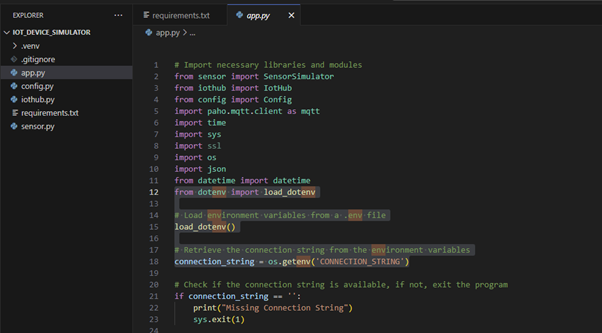 EXPLORER
...
requirements.txt
app.py
IOT_DEVICE_SIMULATOR
.venv
.gitignore
app.py
config.py
iothub.py
requirements.txt
sensor.py
app.py > ...
1 # Import necessary libraries and modules
2 from sensor import SensorSimulator
3 from iothub import IotHub
4 from config import Config
5 import paho.mqtt.client as mqtt
6 import time
7 import sys
8 import ssl
9 import os
10 import json
11 from datetime import datetime
12 from dotenv import load_dotenv
13
14 # Load environment variables from a .env file
15 load_dotenv()
16
17 # Retrieve the connection string from the environment variables
18 connection_string = os.getenv('CONNECTION_STRING')
19
20 # Check if the connection string is available, if not, exit the program
21 if connection_string == '':
22 print("Missing Connection String")
23 sys.exit(1)
24